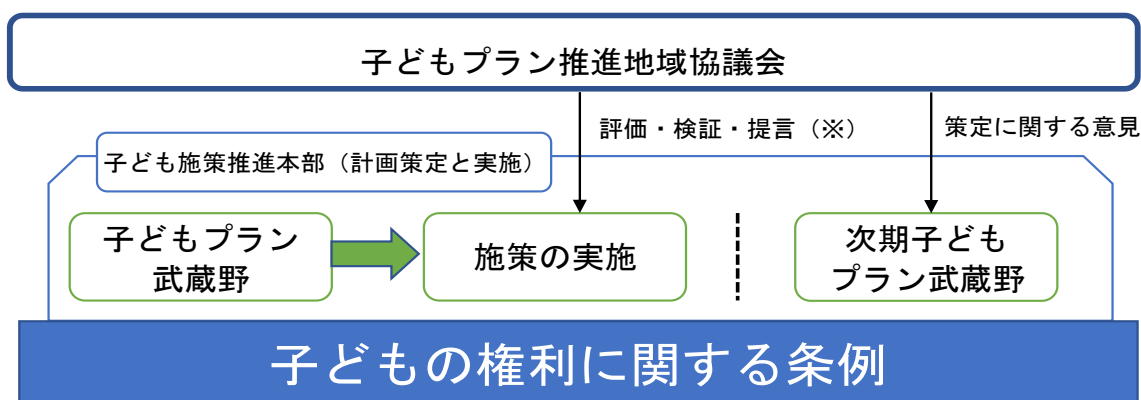 子どもプラン推進地域協議会
評価・検証・提言（※）
策定に関する意見
子ども施策推進本部（計画策定と実施）
子どもプラン
武蔵野
施策の実施
次期子ども
プラン武蔵野
子どもの権利に関する条例